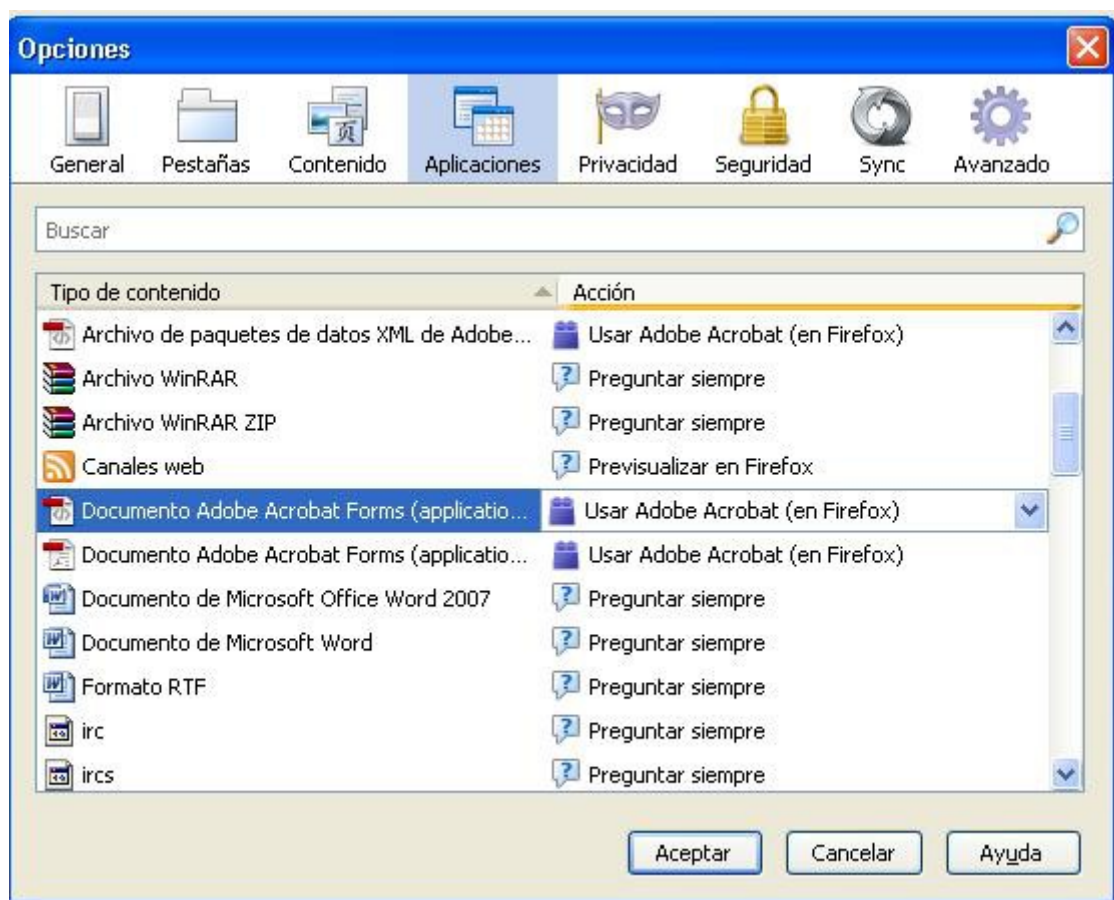 Opciones
General Pestañas Contenido Aplicaciones Privacidad Seguridad Sync Avanzado
Buscar
Tipo de contenido Acción
Archivo de paquetes de datos XML de Adobe... Usar Adobe Acrobat (en Firefox)
Archivo WinRAR Preguntar siempre
Archivo WinRAR ZIP Preguntar siempre
Canales web Previsualizar en Firefox
Documento Adobe Acrobat Forms (applicatio... Usar Adobe Acrobat (en Firefox)
Documento Adobe Acrobat Forms (applicatio... Usar Adobe Acrobat (en Firefox)
Documento de Microsoft Office Word 2007 Preguntar siempre
Documento de Microsoft Word Preguntar siempre
Formato RTF Preguntar siempre
irc Preguntar siempre
ircs Preguntar siempre
Aceptar Cancelar Ayuda